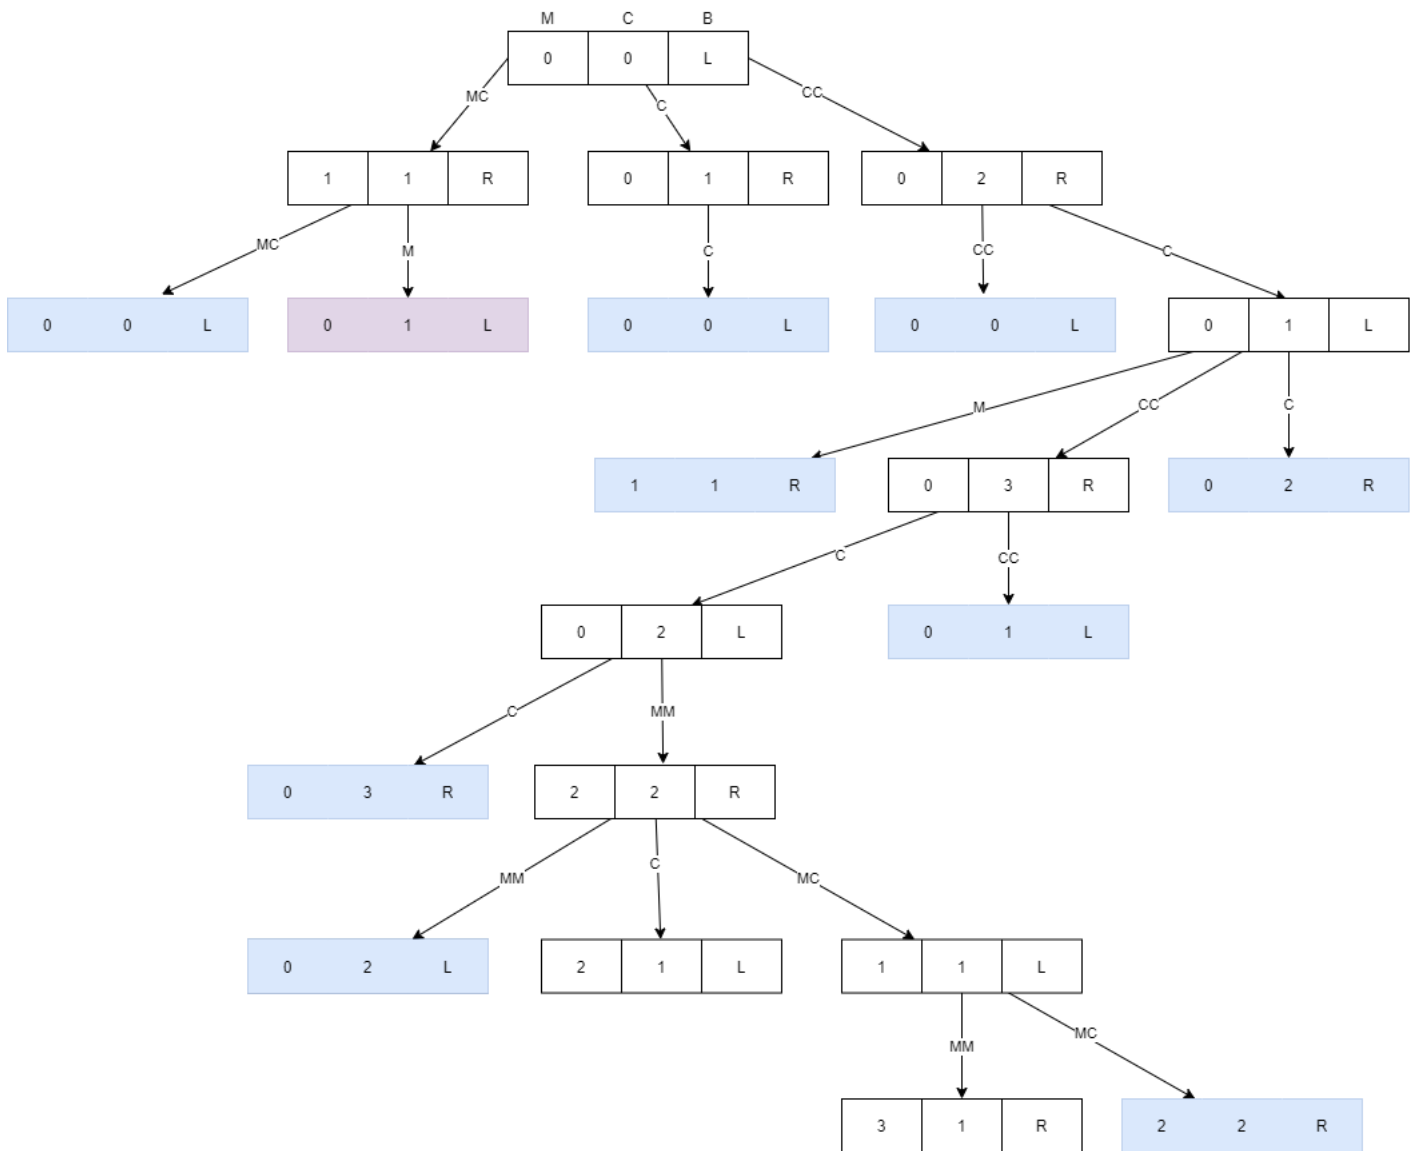 M C B
0 0 L
MC C CC
1 1 R 0 1 R 0 2 R
MC M C CC C
0 0 L 0 1 L 0 0 L 0 0 L 0 1 L
M CC C
1 1 R 0 3 R 0 2 R
C CC
0 2 L 0 1 L
C MM
0 3 R 2 2 R
MM C MC
0 2 L 2 1 L 1 1 L
MM MC
3 1 R 2 2 R